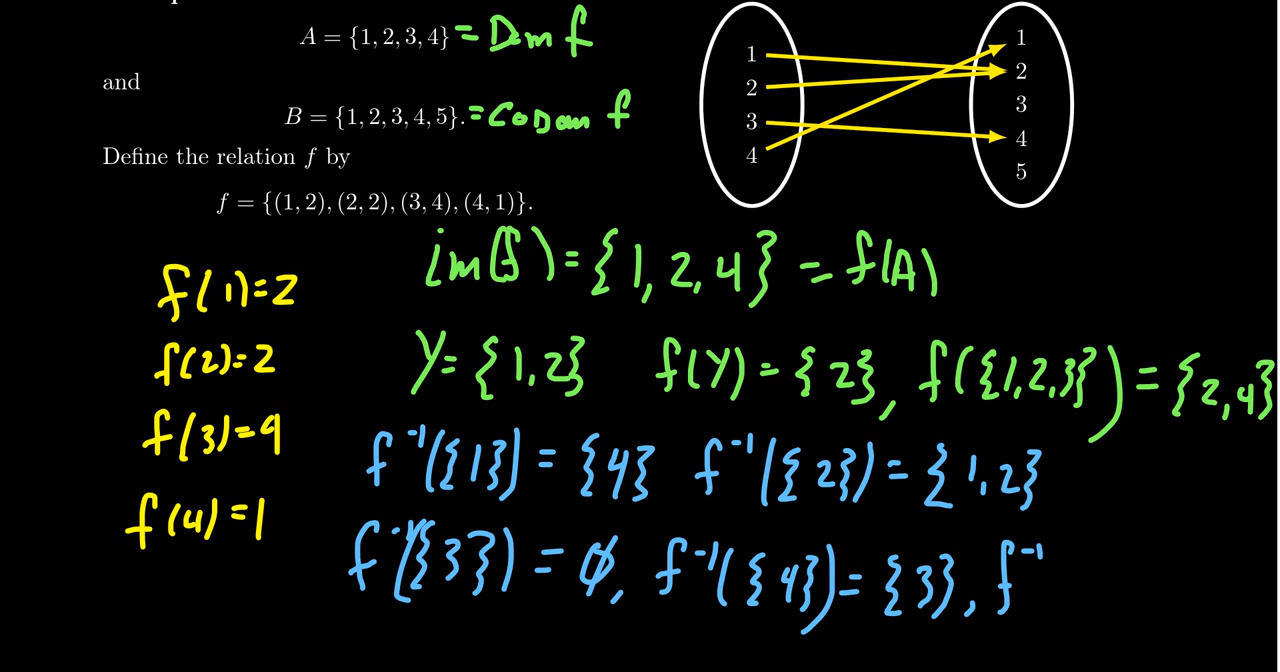 A = {1, 2, 3, 4} = Dom f
and
B = {1, 2, 3, 4, 5}. = Codom f
Define the relation f by
f = {(1, 2), (2, 2), (3, 4), (4, 1)}.
1
2
3
4
1
2
3
4
5
im(f) = {1, 2, 4} = f(A)
f(1)=2
f(2)=2
f(3)=4
f(4)=1
Y= {1,2} f(Y) = {2}, f({1,2,3}) = {2,4}
f⁻¹({1}) = {4} f⁻¹({2}) = {1,2}
f⁻¹({3}) = ∅, f⁻¹({4}) = {3}, f⁻¹